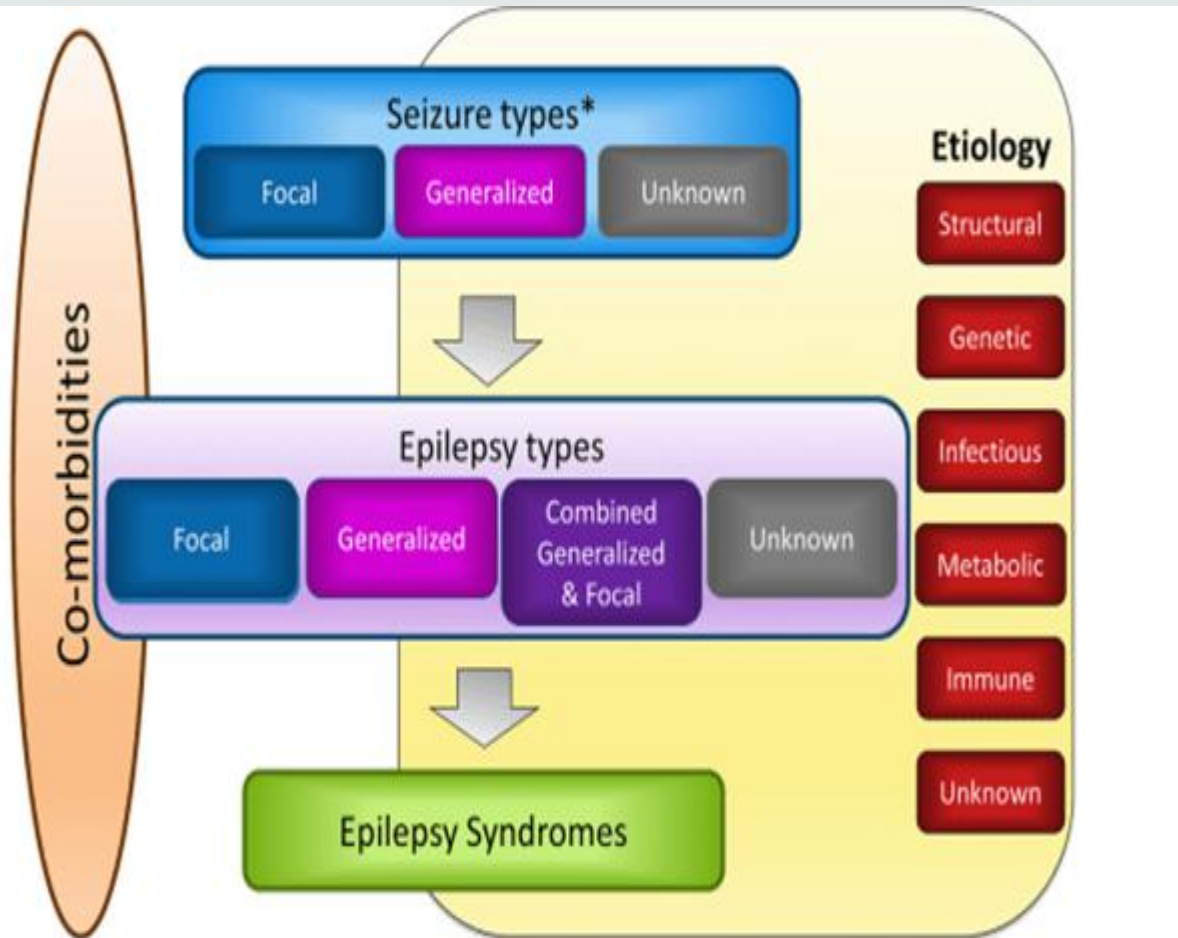 Co-morbidities
Seizure types*
Focal
Generalized
Unknown
Epilepsy types
Focal
Generalized
Combined
Generalized
& Focal
Unknown
Epilepsy Syndromes
Etiology
Structural
Genetic
Infectious
Metabolic
Immune
Unknown